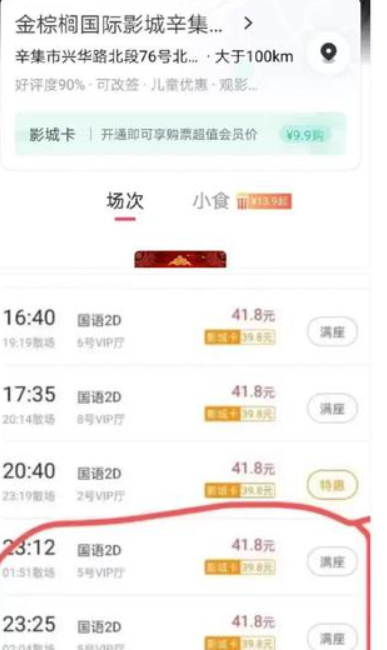 金棕榈国际影城辛集...
辛集市兴华路北段76号北... · 大于100km
好评度90% · 可改签 · 儿童优惠 · 观影...
影城卡 | 开通即可享购票超值会员价 ¥9.9购
场次 小食 ¥13.9起
16:40 国语2D 41.8元 满座
19:19散场 6号VIP厅 影城卡 39.8元
17:35 国语2D 41.8元 满座
20:14散场 8号VIP厅 影城卡 39.8元
20:40 国语2D 41.8元 特惠
23:19散场 2号VIP厅 影城卡 39.8元
23:12 国语2D 41.8元 满座
01:51散场 5号VIP厅 影城卡 39.8元
23:25 国语2D 41.8元 满座
02:04散场 VIP厅 影城卡 39.8元